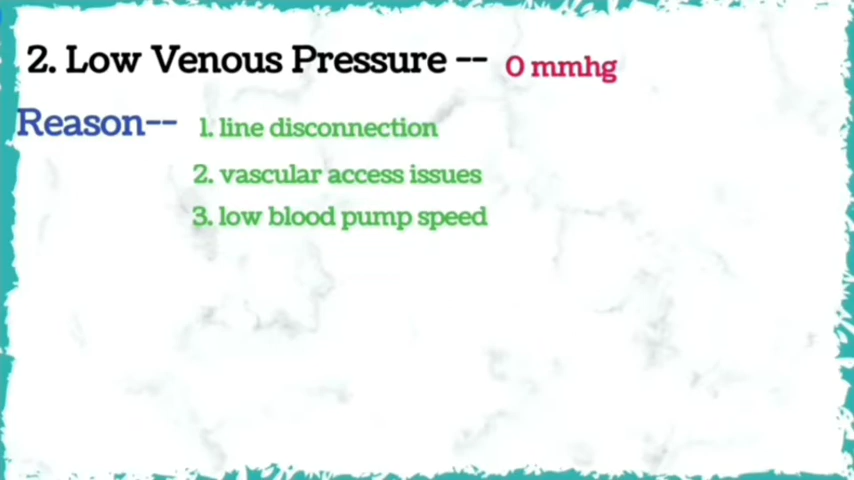 2. Low Venous Pressure -- 0 mmhg
Reason-- 1. line disconnection
2. vascular access issues
3. low blood pump speed